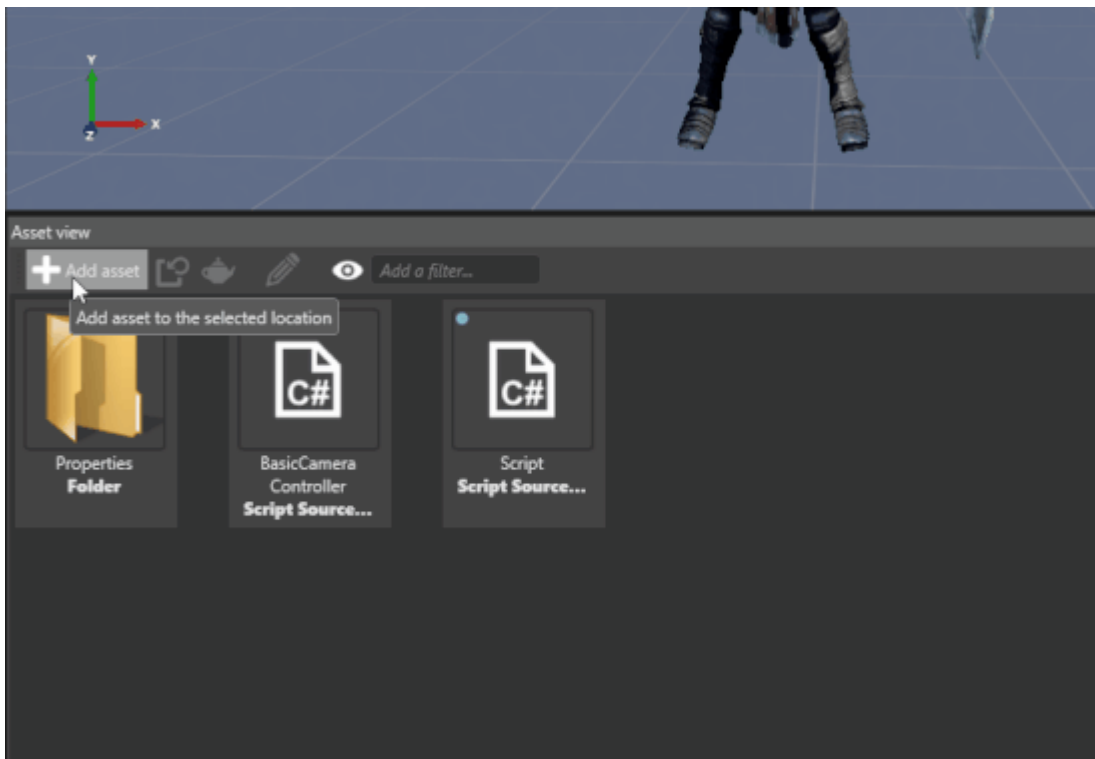 Y
X
Z
Asset view
Add asset
Add a filter...
Add asset to the selected location
C#
C#
Properties
Folder
BasicCamera
Controller
Script Source...
Script
Script Source...